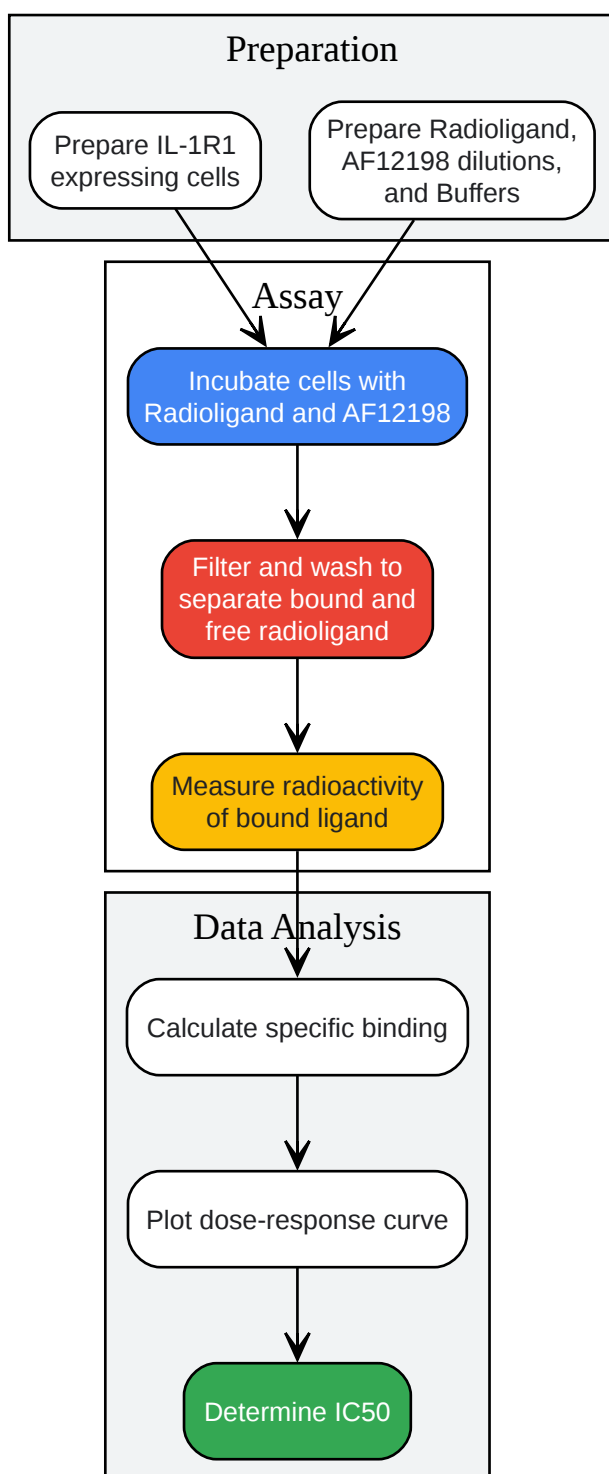 Preparation
Prepare IL-1R1
expressing cells
Prepare Radioligand,
AF12198 dilutions,
and Buffers
Assay
Incubate cells with
Radioligand and AF12198
Filter and wash to
separate bound and
free radioligand
Measure radioactivity
of bound ligand
Data Analysis
Calculate specific binding
Plot dose-response curve
Determine IC50